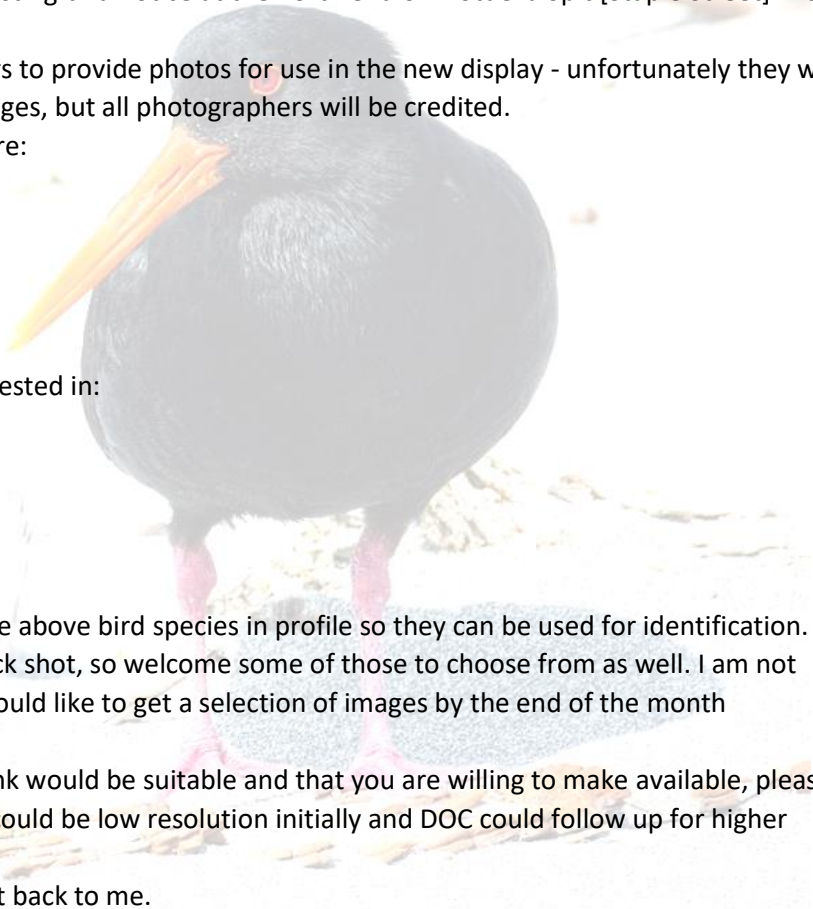 rs to provide photos for use in the new display - unfortunately they w
ges, but all photographers will be credited.
re:
ested in:
e above bird species in profile so they can be used for identification.
ck shot, so welcome some of those to choose from as well. I am not
ould like to get a selection of images by the end of the month
nk would be suitable and that you are willing to make available, pleas
could be low resolution initially and DOC could follow up for higher
t back to me.